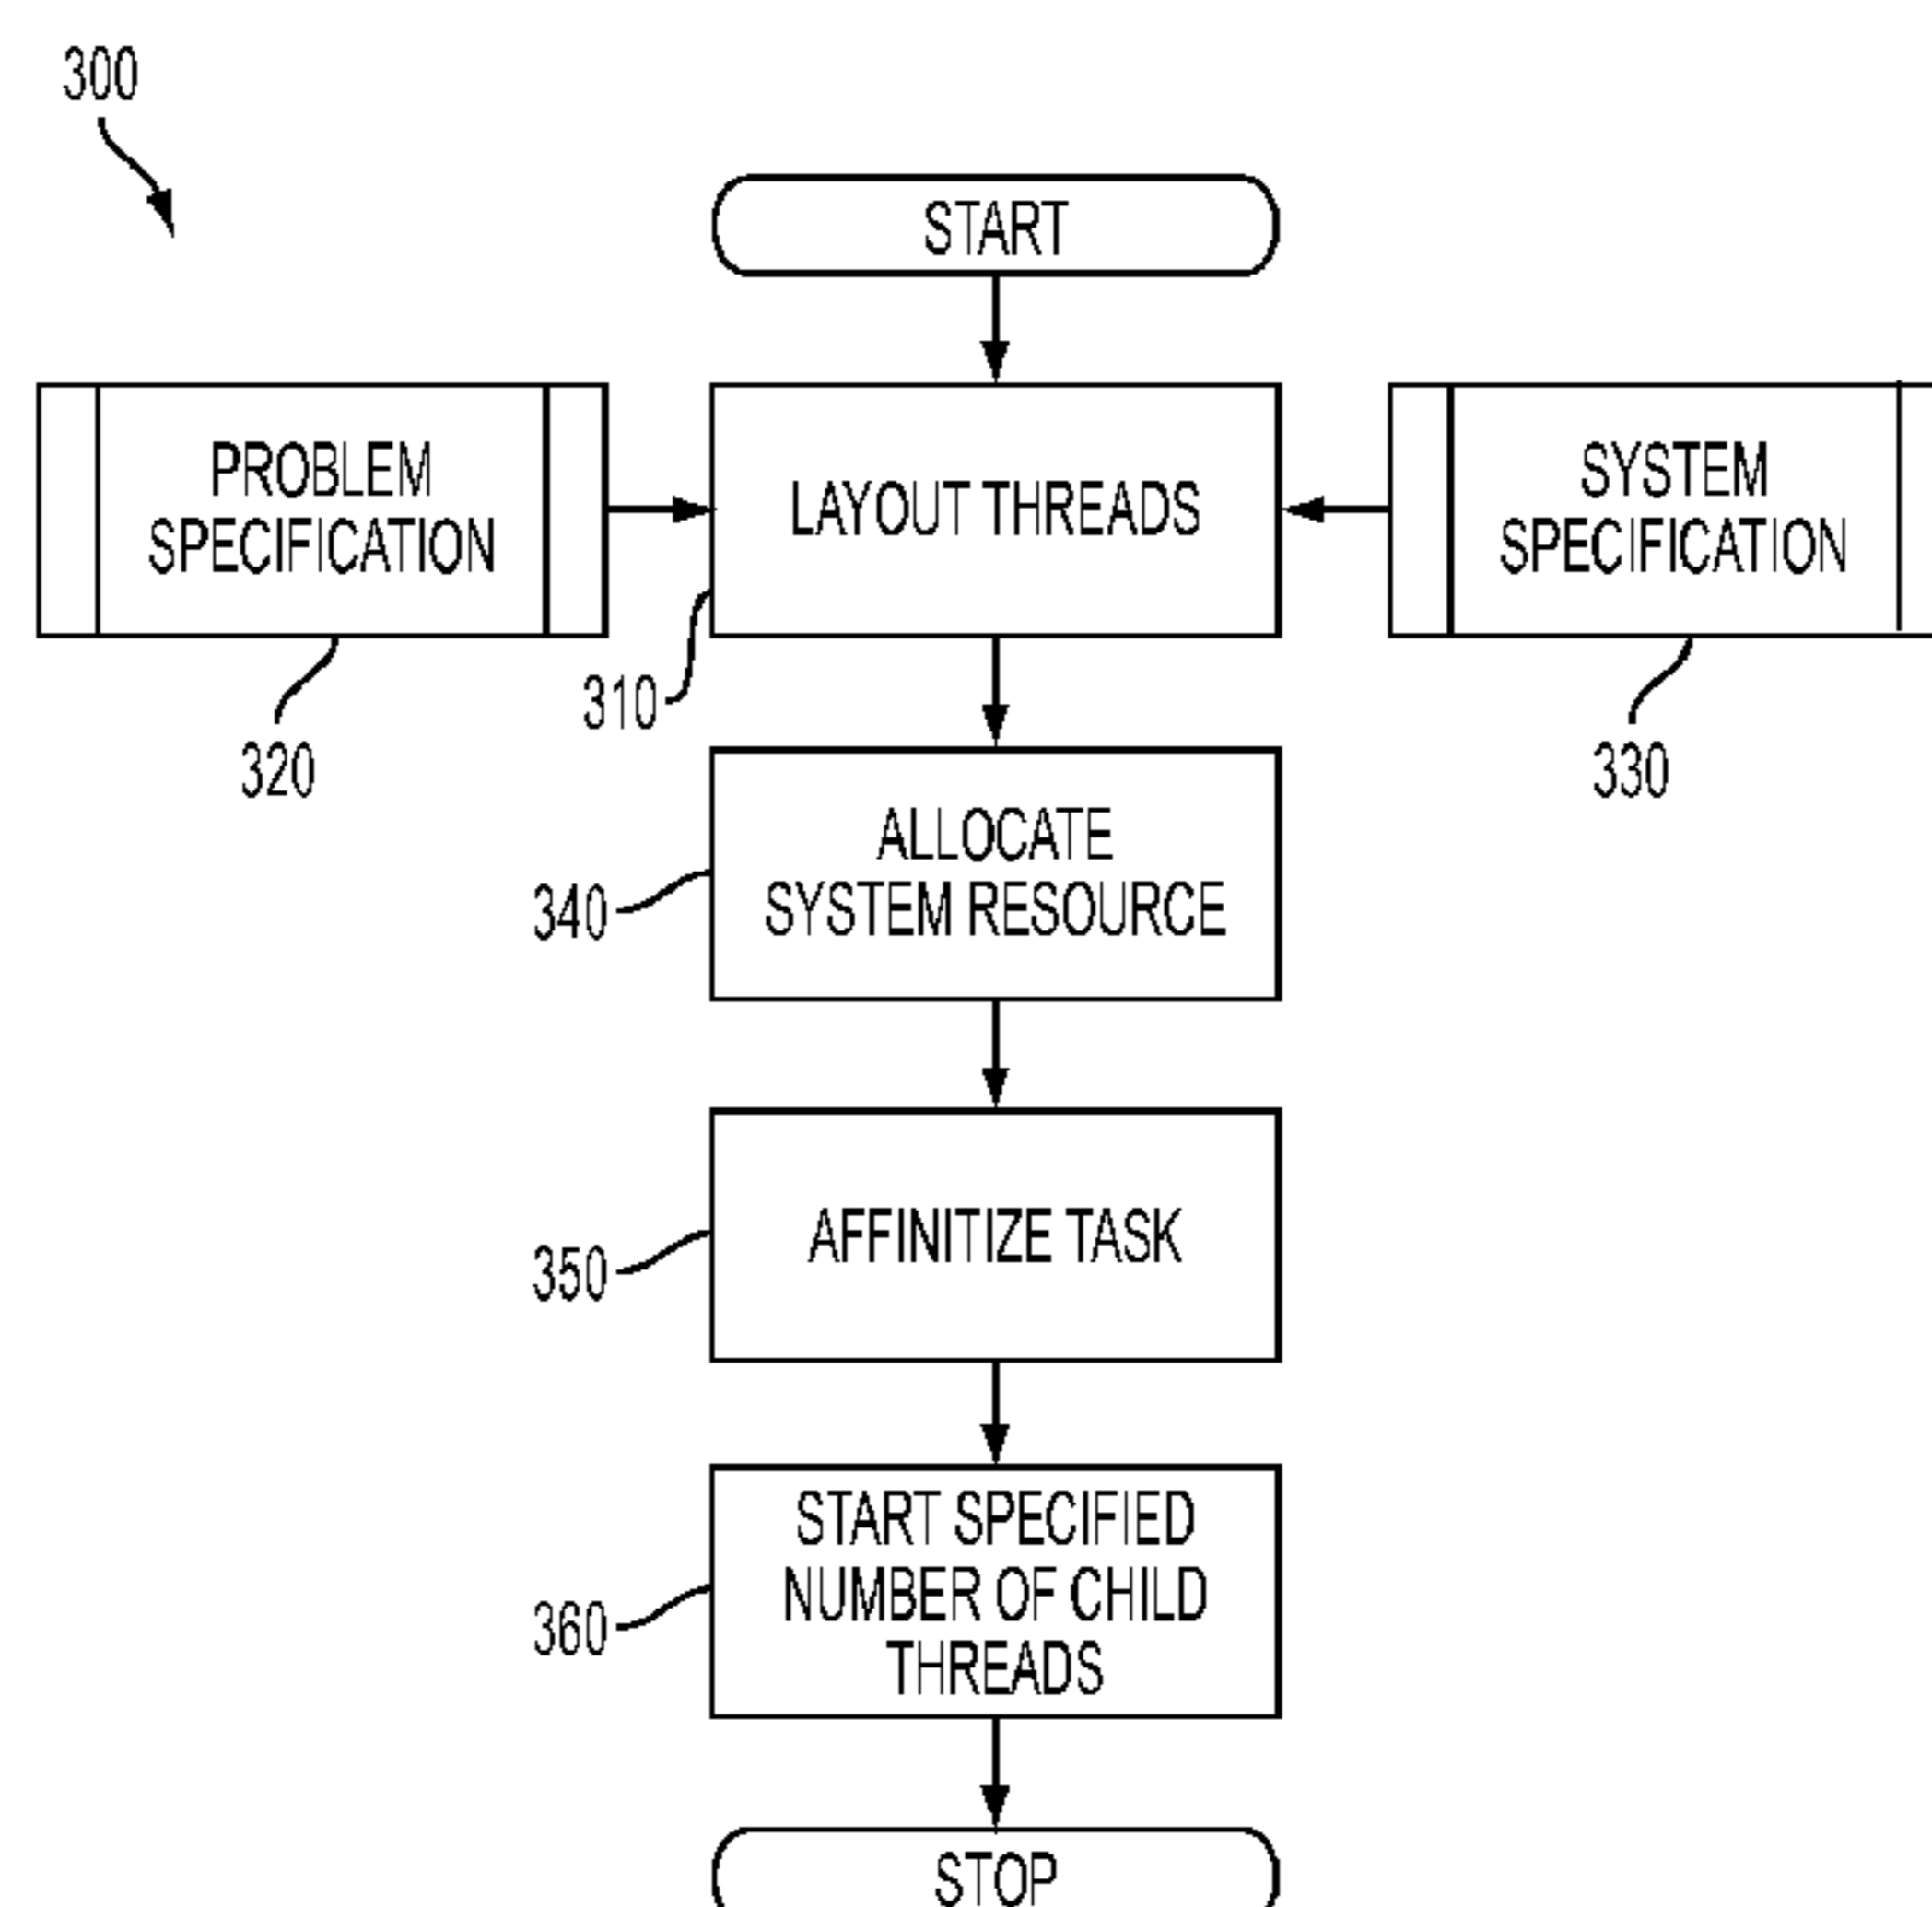 300
START
PROBLEM
SPECIFICATION
LAYOUT THREADS
SYSTEM
SPECIFICATION
310
320
330
ALLOCATE
SYSTEM RESOURCE
340
AFFINITIZE TASK
350
START SPECIFIED
NUMBER OF CHILD
THREADS
360
STOP